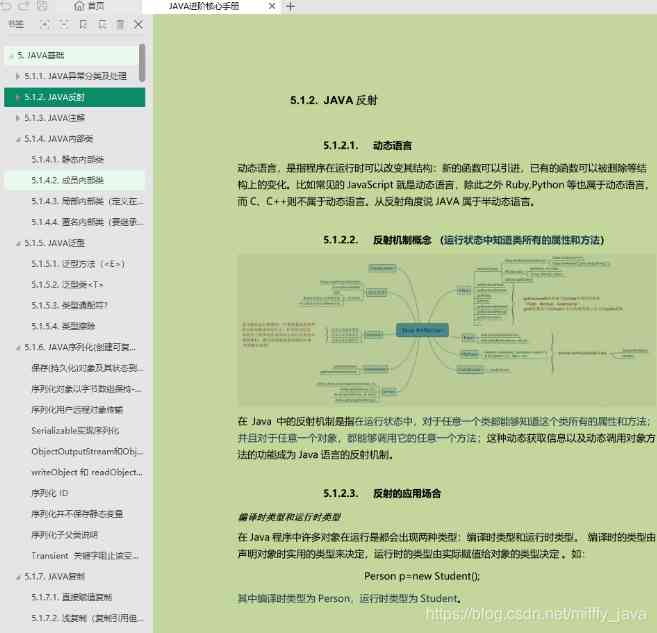 首页
JAVA进阶核心手册
书签
5. JAVA基础
5.1.1. JAVA异常分类及处理
5.1.2. JAVA反射
5.1.3. JAVA注解
5.1.4. JAVA内部类
5.1.4.1. 静态内部类
5.1.4.2. 成员内部类
5.1.4.3. 局部内部类（定义在...
5.1.4.4. 匿名内部类（要继承...
5.1.5. JAVA泛型
5.1.5.1. 泛型方法（<E>）
5.1.5.2. 泛型类<T>
5.1.5.3. 类型通配符?
5.1.5.4. 类型擦除
5.1.6. JAVA序列化(创建可复...
保存(持久化)对象及其状态到...
序列化对象以字节数组保持-...
序列化用户远程对象传输
Serializable实现序列化
ObjectOutputStream和Obj...
writeObject 和 readObject...
序列化 ID
序列化并不保存静态变量
序列化子父类说明
Transient 关键字阻止该变...
5.1.7. JAVA复制
5.1.7.1. 直接赋值复制
5.1.7.2. 浅复制（复制引用但...
5.1.2. JAVA 反射
5.1.2.1. 动态语言
动态语言，是指程序在运行时可以改变其结构：新的函数可以引进，已有的函数可以被删除等结
构上的变化。比如常见的 JavaScript 就是动态语言，除此之外 Ruby,Python 等也属于动态语言，
而 C、C++则不属于动态语言。从反射角度说 JAVA 属于半动态语言。
5.1.2.2. 反射机制概念 （运行状态中知道类所有的属性和方法）
Java Reflection
在 Java 中的反射机制是指在运行状态中，对于任意一个类都能够知道这个类所有的属性和方法；
并且对于任意一个对象，都能够调用它的任意一个方法；这种动态获取信息以及动态调用对象方
法的功能成为 Java 语言的反射机制。
5.1.2.3. 反射的应用场合
编译时类型和运行时类型
在 Java 程序中许多对象在运行是都会出现两种类型：编译时类型和运行时类型。 编译时的类型由
声明对象时实用的类型来决定，运行时的类型由实际赋值给对象的类型决定 。如：
Person p=new Student();
其中编译时类型为 Person，运行时类型为 Student。
https://blog.csdn.net/miffy_java